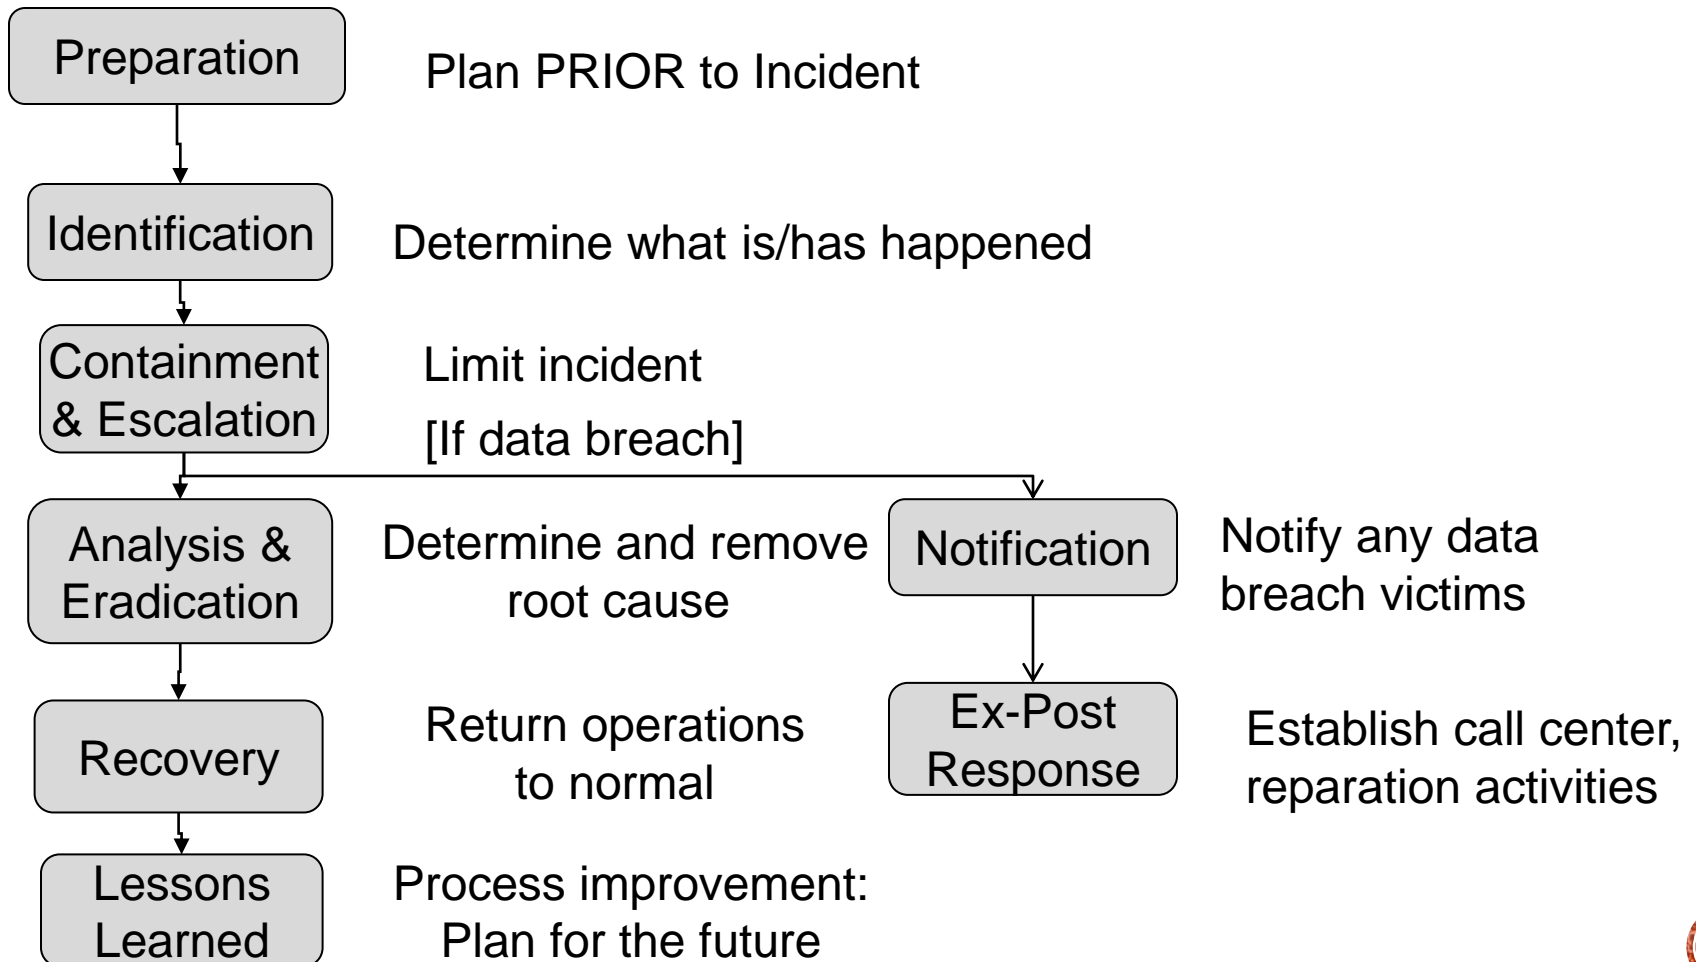 Preparation
Plan PRIOR to Incident
Identification
Determine what is/has happened
Containment
& Escalation
Limit incident
[If data breach]
Analysis &
Eradication
Determine and remove
root cause
Notification
Notify any data
breach victims
Recovery
Return operations
to normal
Ex-Post
Response
Establish call center,
reparation activities
Lessons
Learned
Process improvement:
Plan for the future